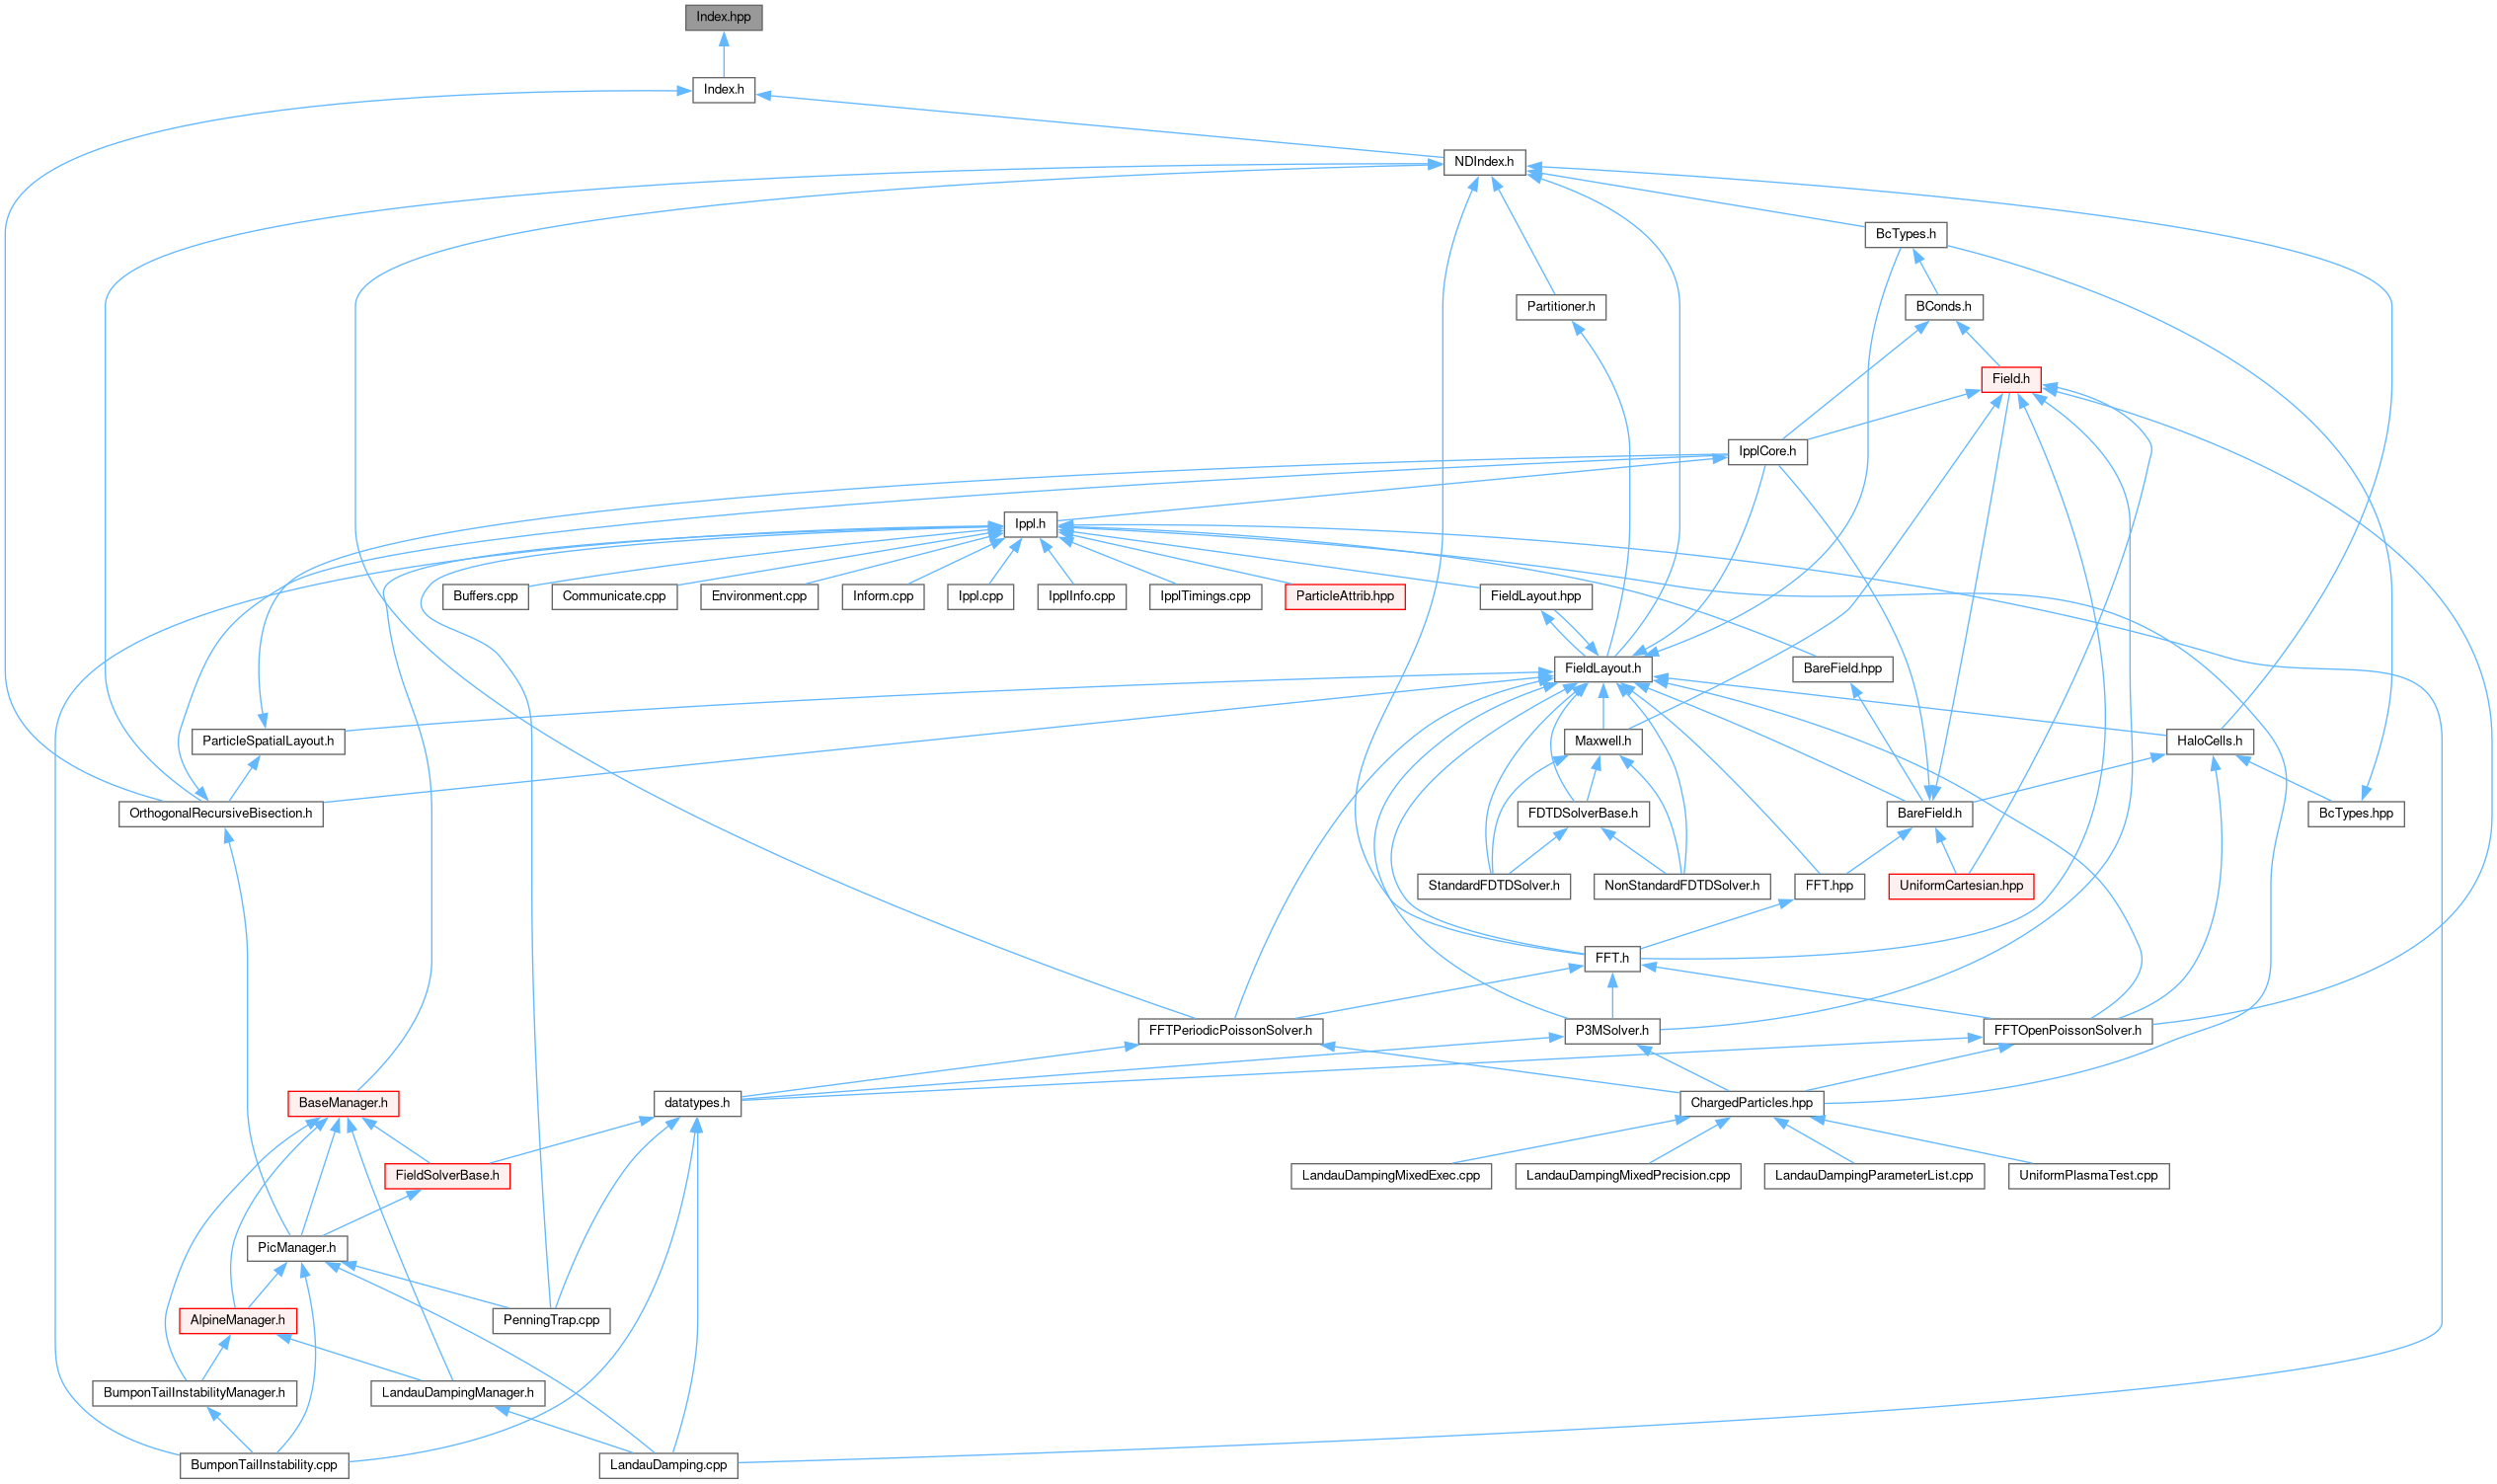 Index.hpp
Index.h
NDIndex.h
BcTypes.h
Partitioner.h
BConds.h
Field.h
IpplCore.h
Ippl.h
Buffers.cpp
Communicate.cpp
Environment.cpp
Inform.cpp
Ippl.cpp
IpplInfo.cpp
IpplTimings.cpp
ParticleAttrib.hpp
FieldLayout.hpp
FieldLayout.h
BareField.hpp
ParticleSpatialLayout.h
Maxwell.h
HaloCells.h
OrthogonalRecursiveBisection.h
FDTDSolverBase.h
BareField.h
BcTypes.hpp
StandardFDTDSolver.h
NonStandardFDTDSolver.h
FFT.hpp
UniformCartesian.hpp
FFT.h
FFTPeriodicPoissonSolver.h
P3MSolver.h
FFTOpenPoissonSolver.h
BaseManager.h
datatypes.h
ChargedParticles.hpp
FieldSolverBase.h
LandauDampingMixedExec.cpp
LandauDampingMixedPrecision.cpp
LandauDampingParameterList.cpp
UniformPlasmaTest.cpp
PicManager.h
AlpineManager.h
PenningTrap.cpp
BumponTailInstabilityManager.h
LandauDampingManager.h
BumponTailInstability.cpp
LandauDamping.cpp